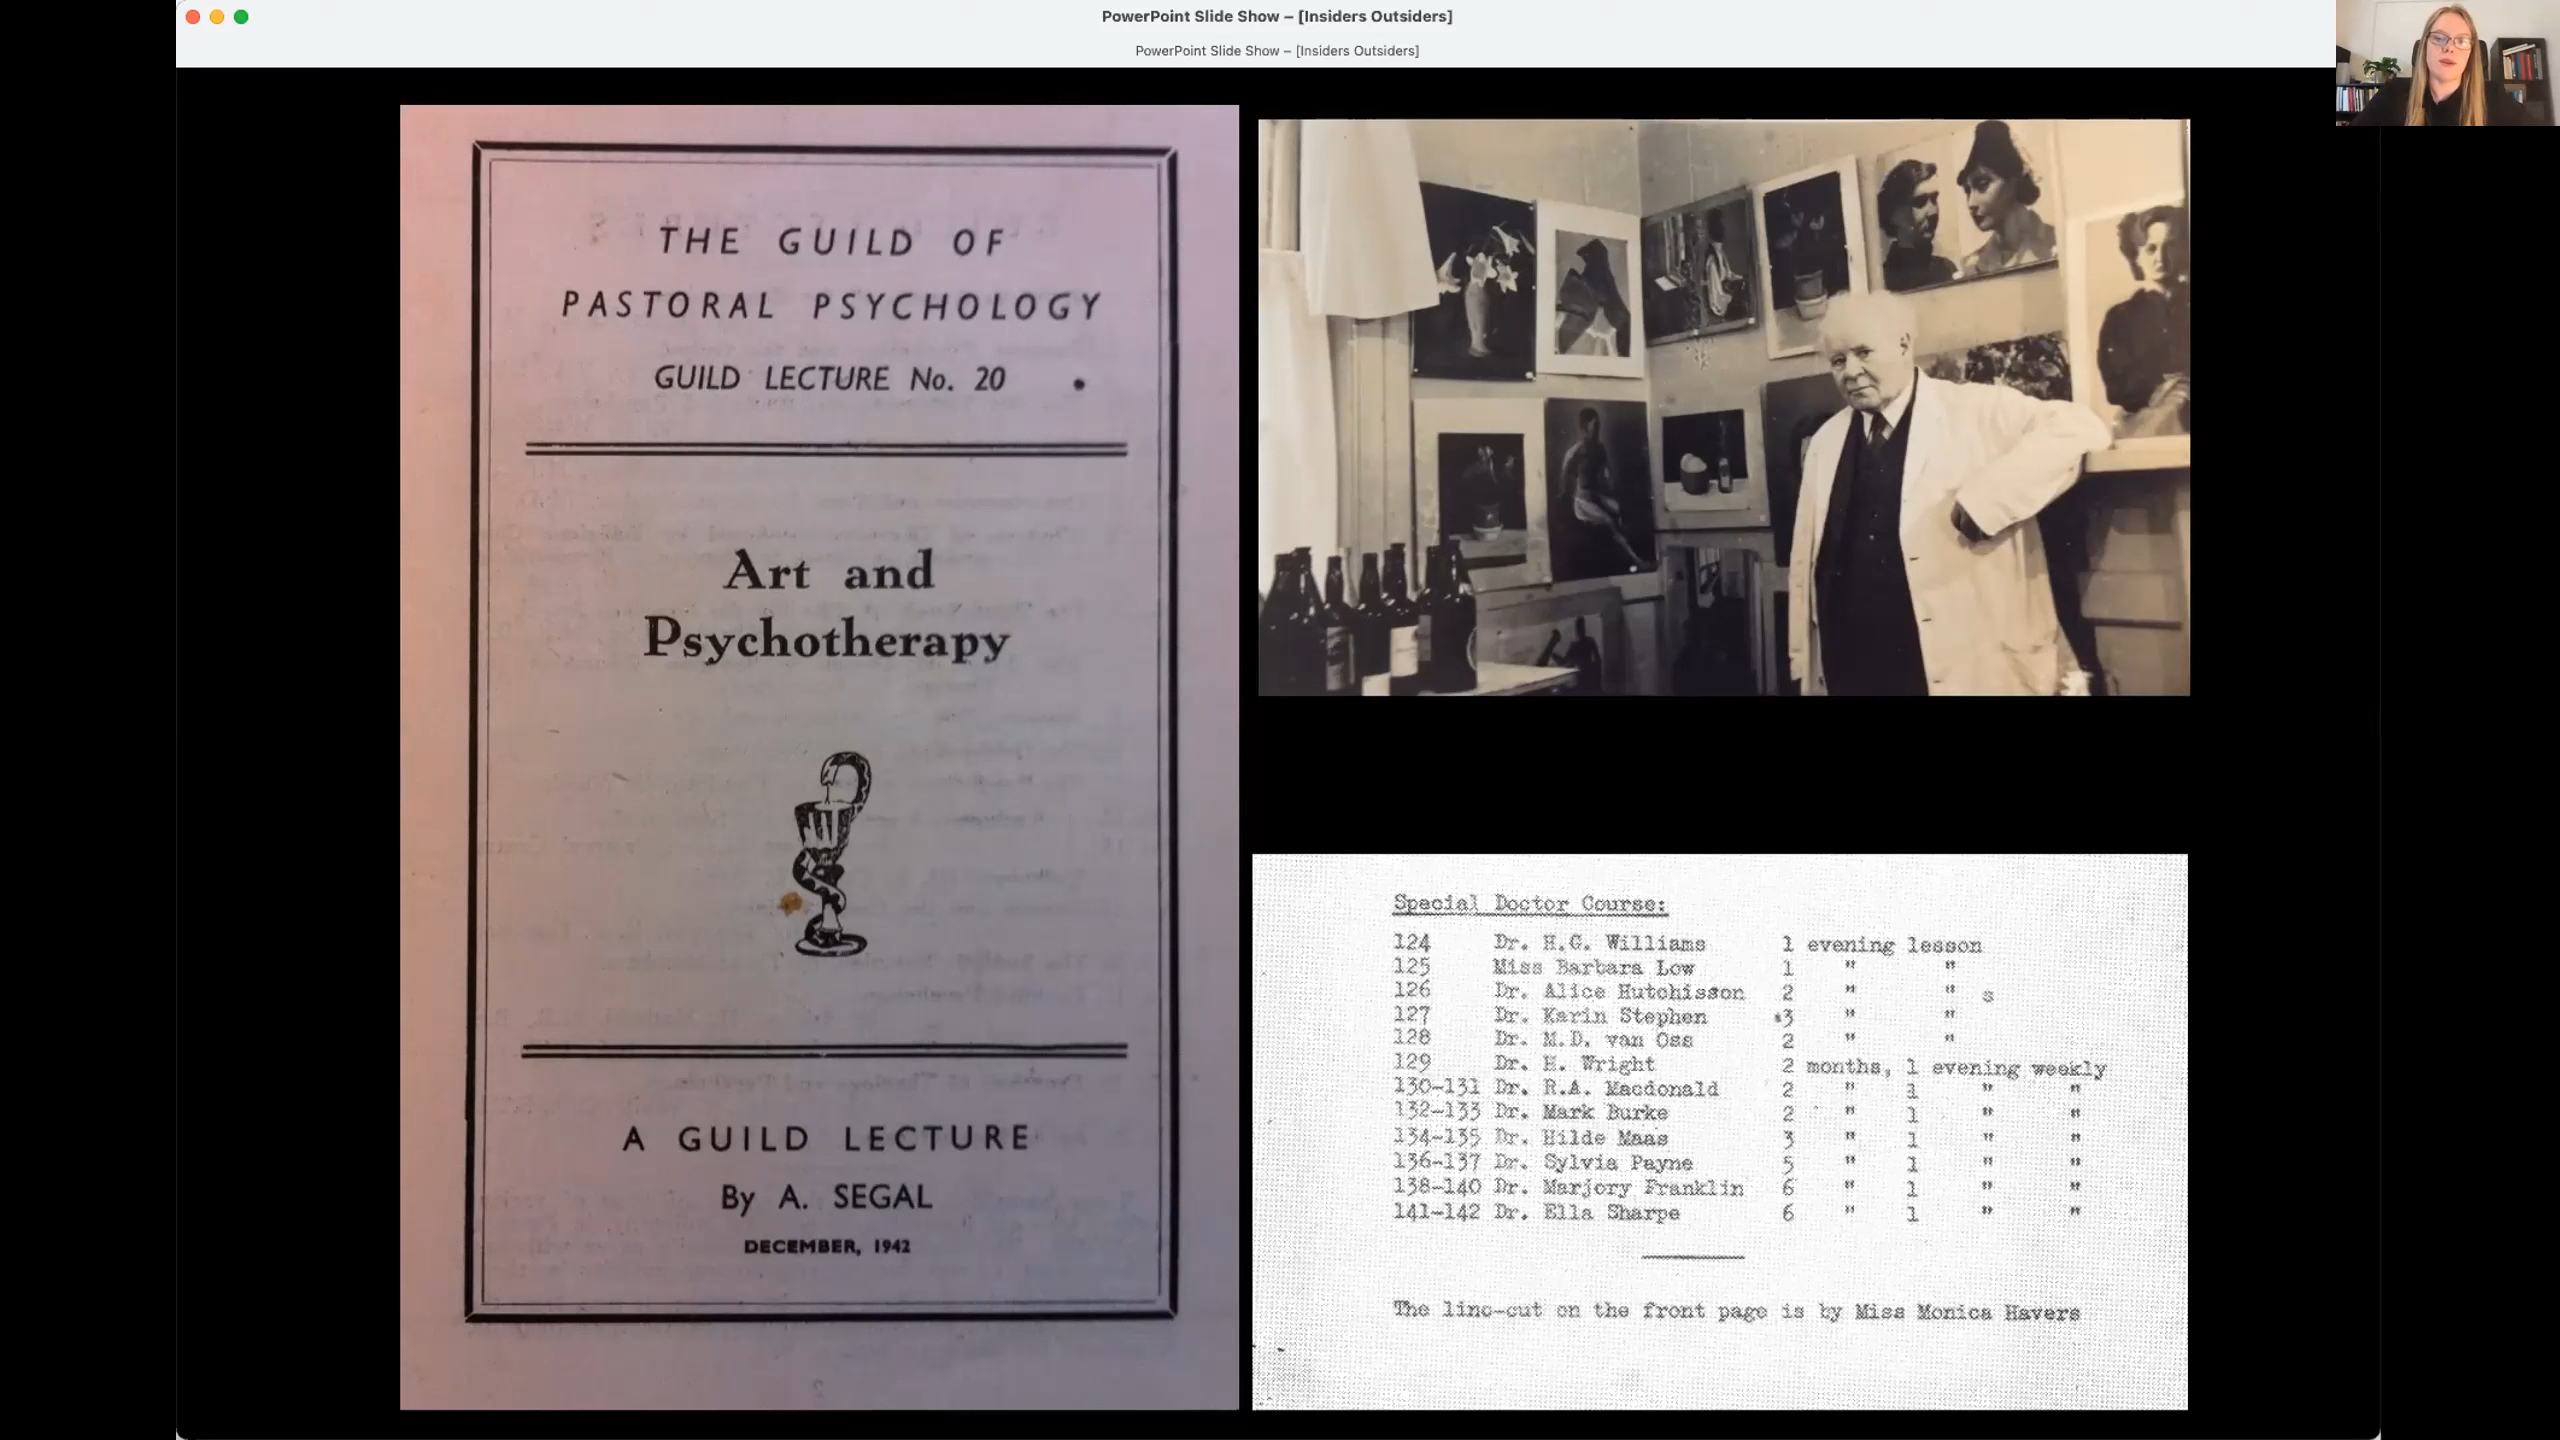 PowerPoint Slide Show – [Insiders Outsiders]
PowerPoint Slide Show – [Insiders Outsiders]
THE GUILD OF
PASTORAL PSYCHOLOGY
GUILD LECTURE No. 20
Art and
Psychotherapy
A GUILD LECTURE
By A. SEGAL
DECEMBER, 1942
Special Doctor Course:
124 Dr. H.G. Williams 1 evening lesson
125 Miss Barbara Low 1 " "
126 Dr. Alice Hutchisson 2 " " s
127 Dr. Karin Stephen 3 " "
128 Dr. M.D. van Oss 2 " "
129 Dr. H. Wright 2 months, 1 evening weekly
130-131 Dr. R.A. Macdonald 2 " 1 " "
132-133 Dr. Mark Burke 2 " 1 " "
134-135 Dr. Hilde Maas 3 " 1 " "
136-137 Dr. Sylvia Payne 5 " 1 " "
138-140 Dr. Marjory Franklin 6 " 1 " "
141-142 Dr. Ella Sharpe 6 " 1 " "
The lino-cut on the front page is by Miss Monica Havers